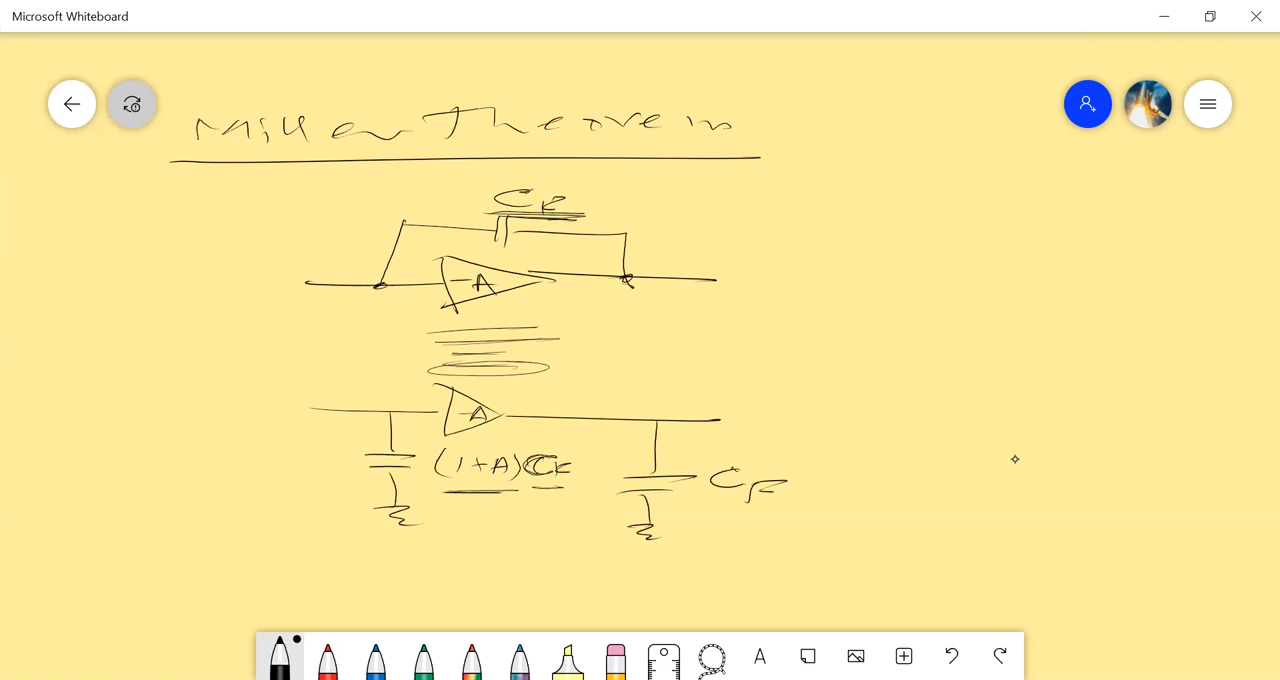 Microsoft Whiteboard
Miller Theorem
CF
-A
-A
(1+A)CF
CF
A